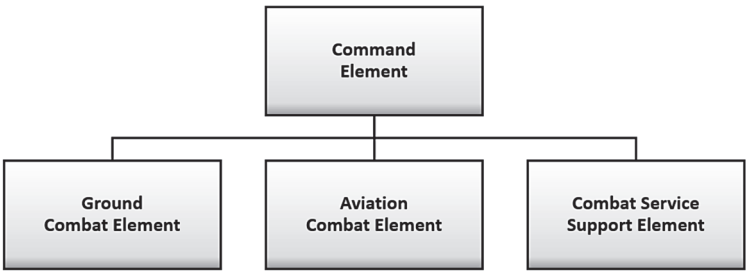 Command
Element
Ground
Combat Element
Aviation
Combat Element
Combat Service
Support Element